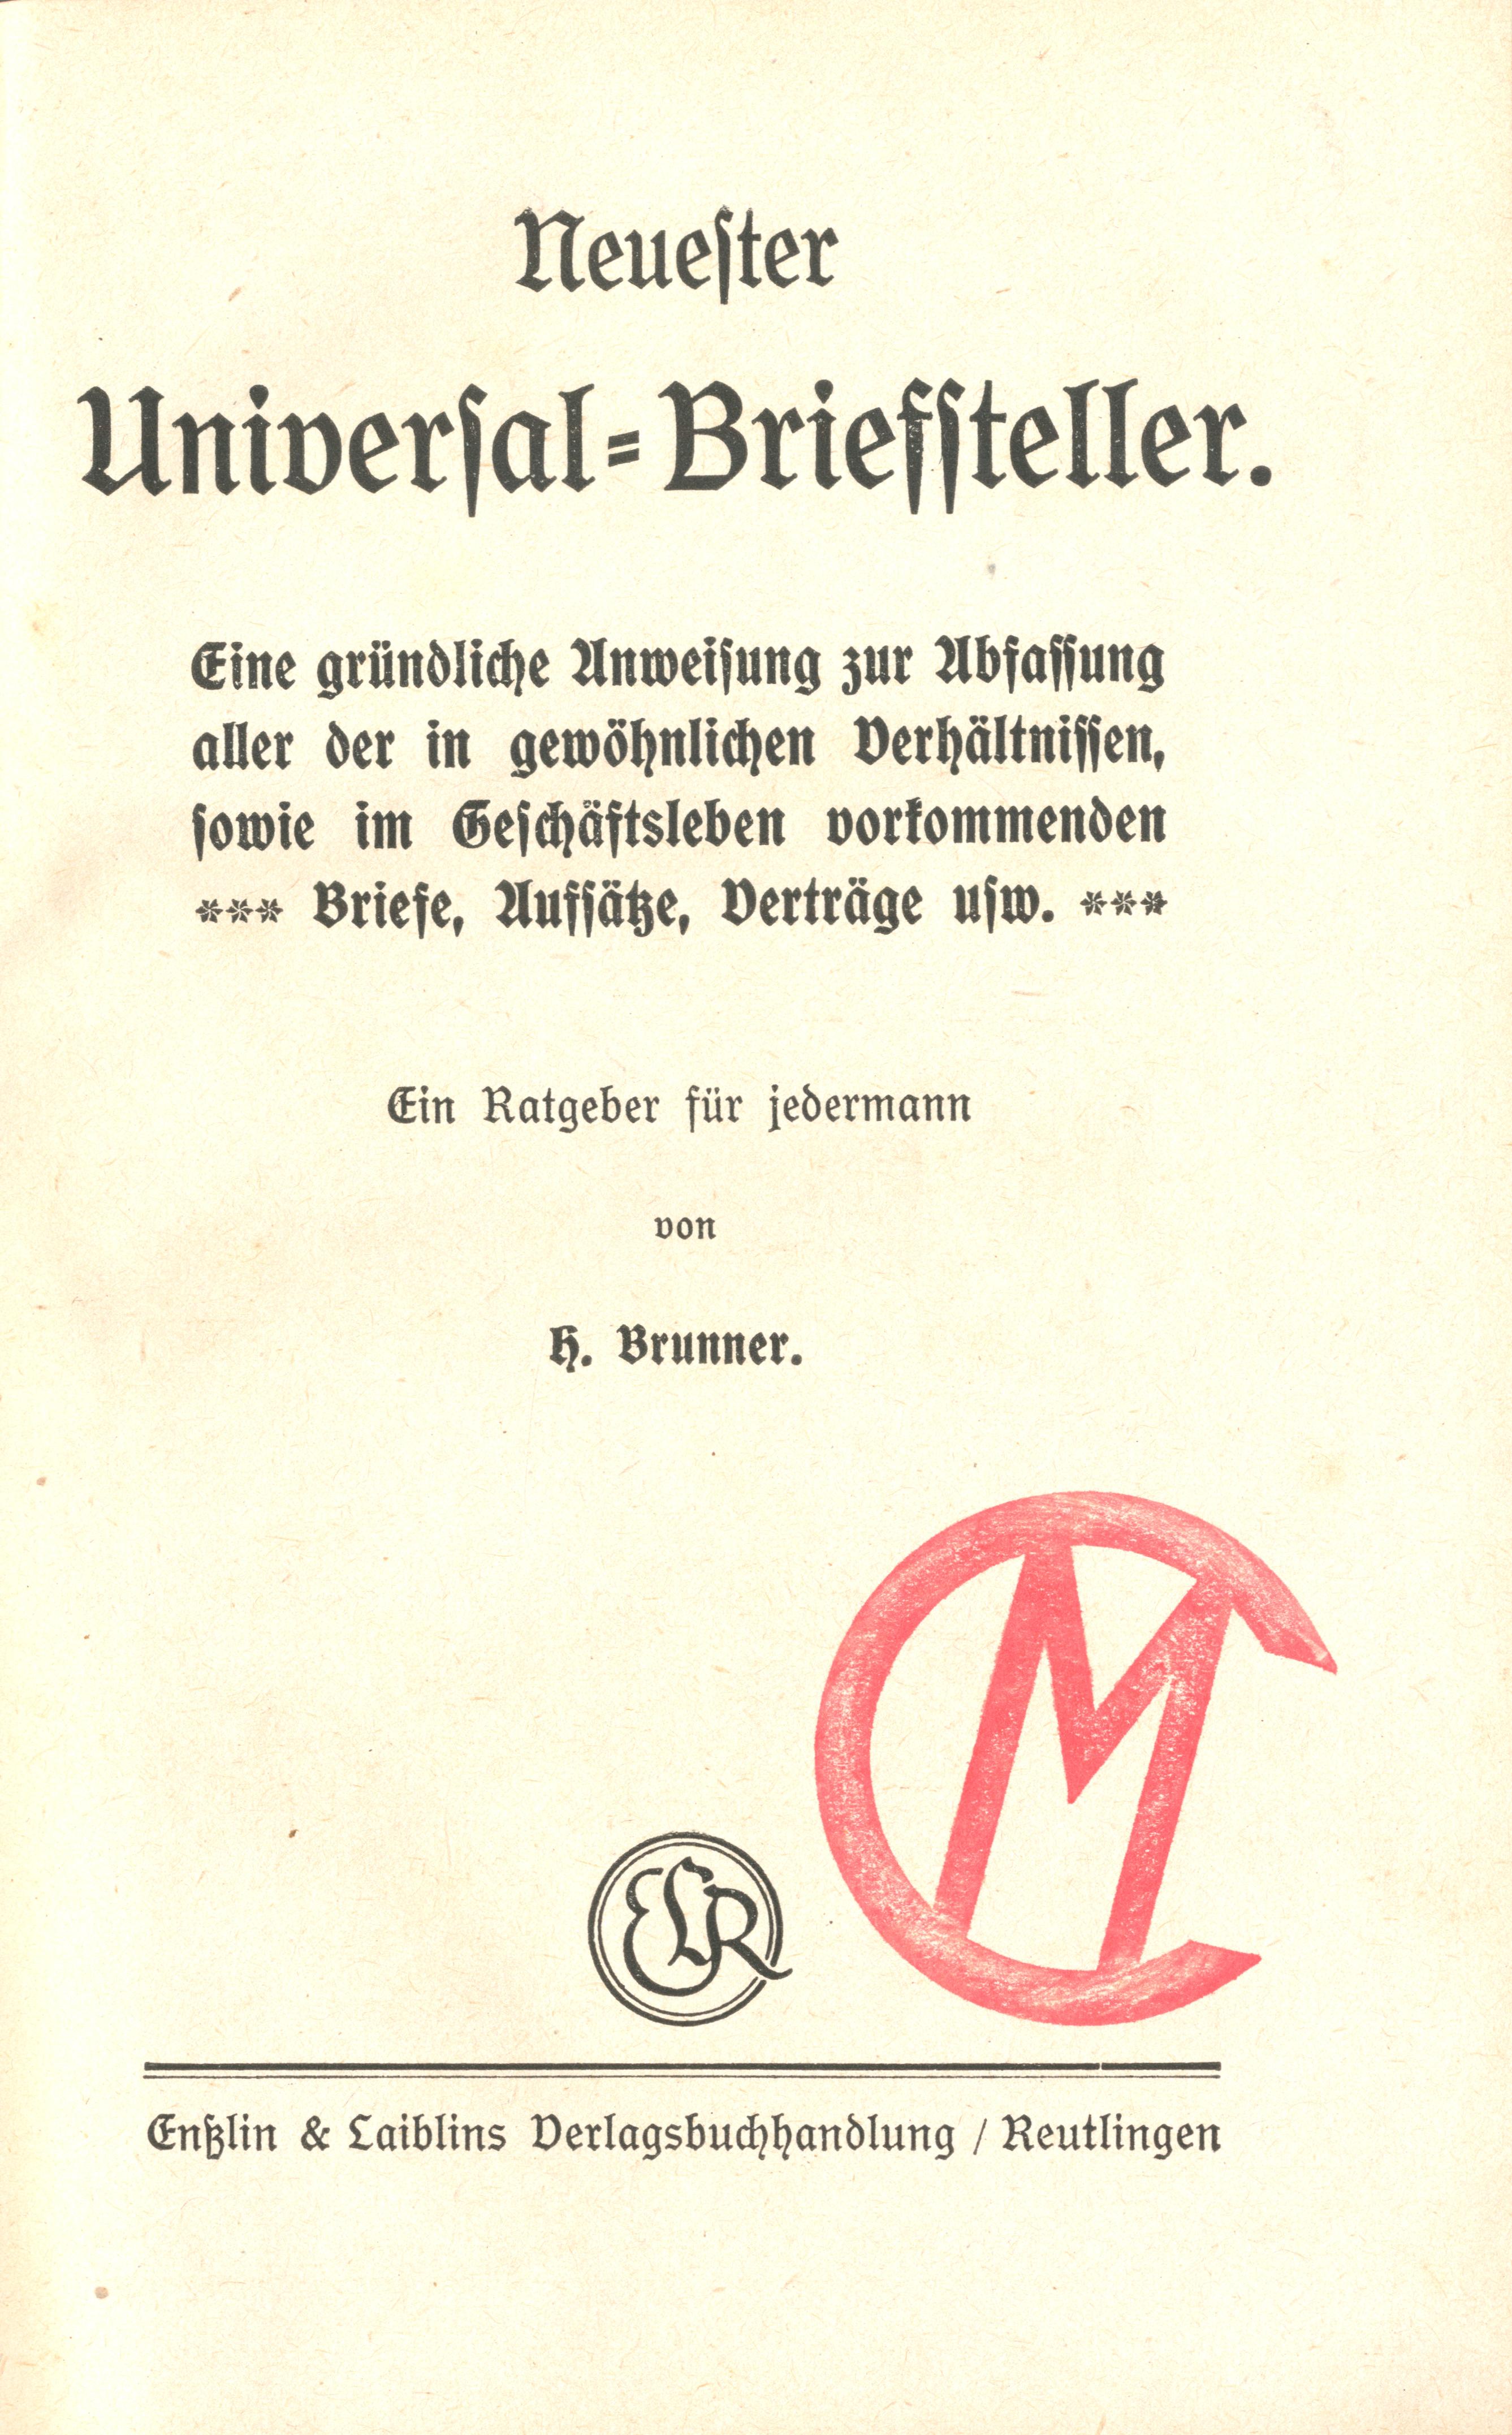 Neueſter
Univerſal-Briefſteller.
Eine gründliche Anweiſung zur Abfaſſung
aller der in gewöhnlichen Verhältniſſen,
ſowie im Geſchäftsleben vorkommenden
*** Briefe, Aufſätze, Verträge uſw. ***
Ein Ratgeber für jedermann
von
H. Brunner.
CM
ELR
Enßlin & Laiblins Verlagsbuchhandlung / Reutlingen